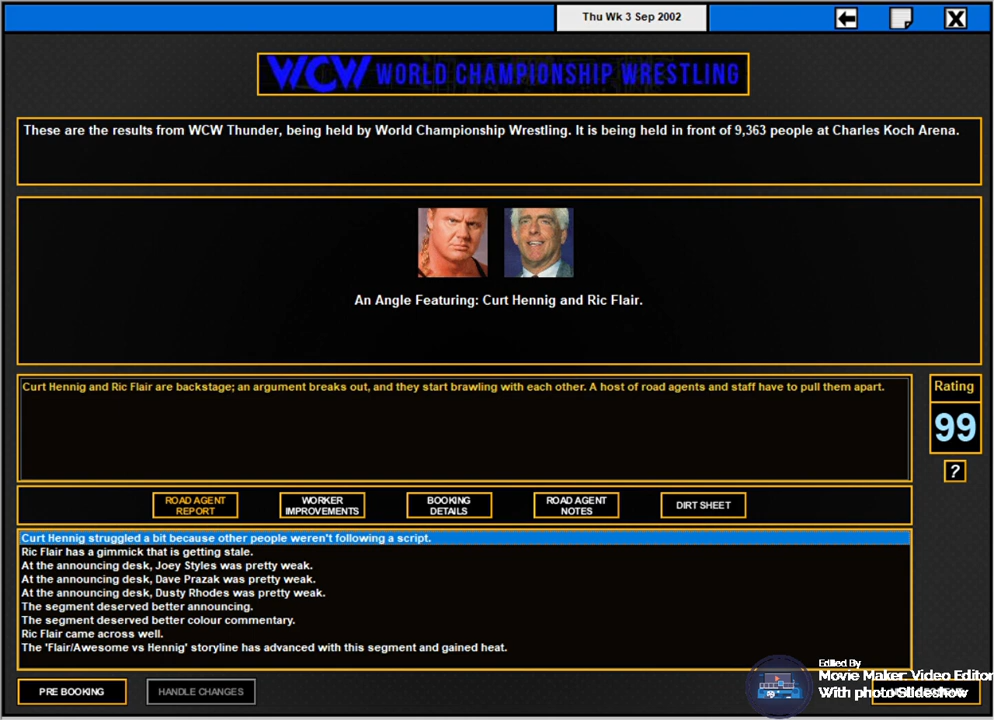 Thu Wk 3 Sep 2002
WCW WORLD CHAMPIONSHIP WRESTLING
These are the results from WCW Thunder, being held by World Championship Wrestling. It is being held in front of 9,363 people at Charles Koch Arena.
An Angle Featuring: Curt Hennig and Ric Flair.
Curt Hennig and Ric Flair are backstage; an argument breaks out, and they start brawling with each other. A host of road agents and staff have to pull them apart.
Rating
99
?
ROAD AGENT REPORT
WORKER IMPROVEMENTS
BOOKING DETAILS
ROAD AGENT NOTES
DIRT SHEET
Curt Hennig struggled a bit because other people weren't following a script.
Ric Flair has a gimmick that is getting stale.
At the announcing desk, Joey Styles was pretty weak.
At the announcing desk, Dave Prazak was pretty weak.
At the announcing desk, Dusty Rhodes was pretty weak.
The segment deserved better announcing.
The segment deserved better colour commentary.
Ric Flair came across well.
The 'Flair/Awesome vs Hennig' storyline has advanced with this segment and gained heat.
PRE BOOKING
HANDLE CHANGES
Edited By
Movie Maker: Video Editor
With photo Slideshow